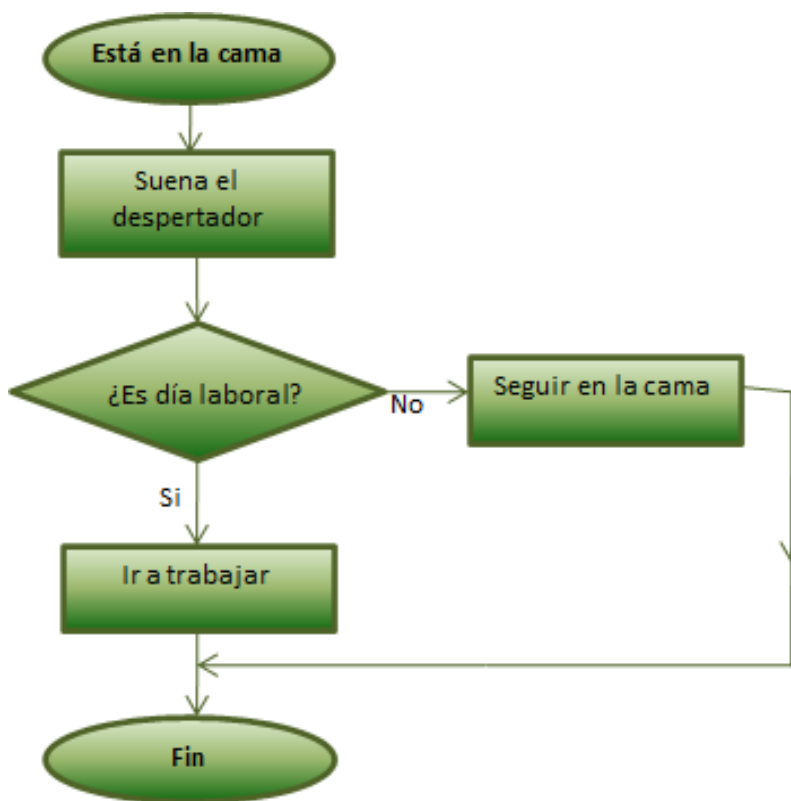 Está en la cama
Suena el
despertador
¿Es día laboral?
No
Seguir en la cama
Si
Ir a trabajar
Fin